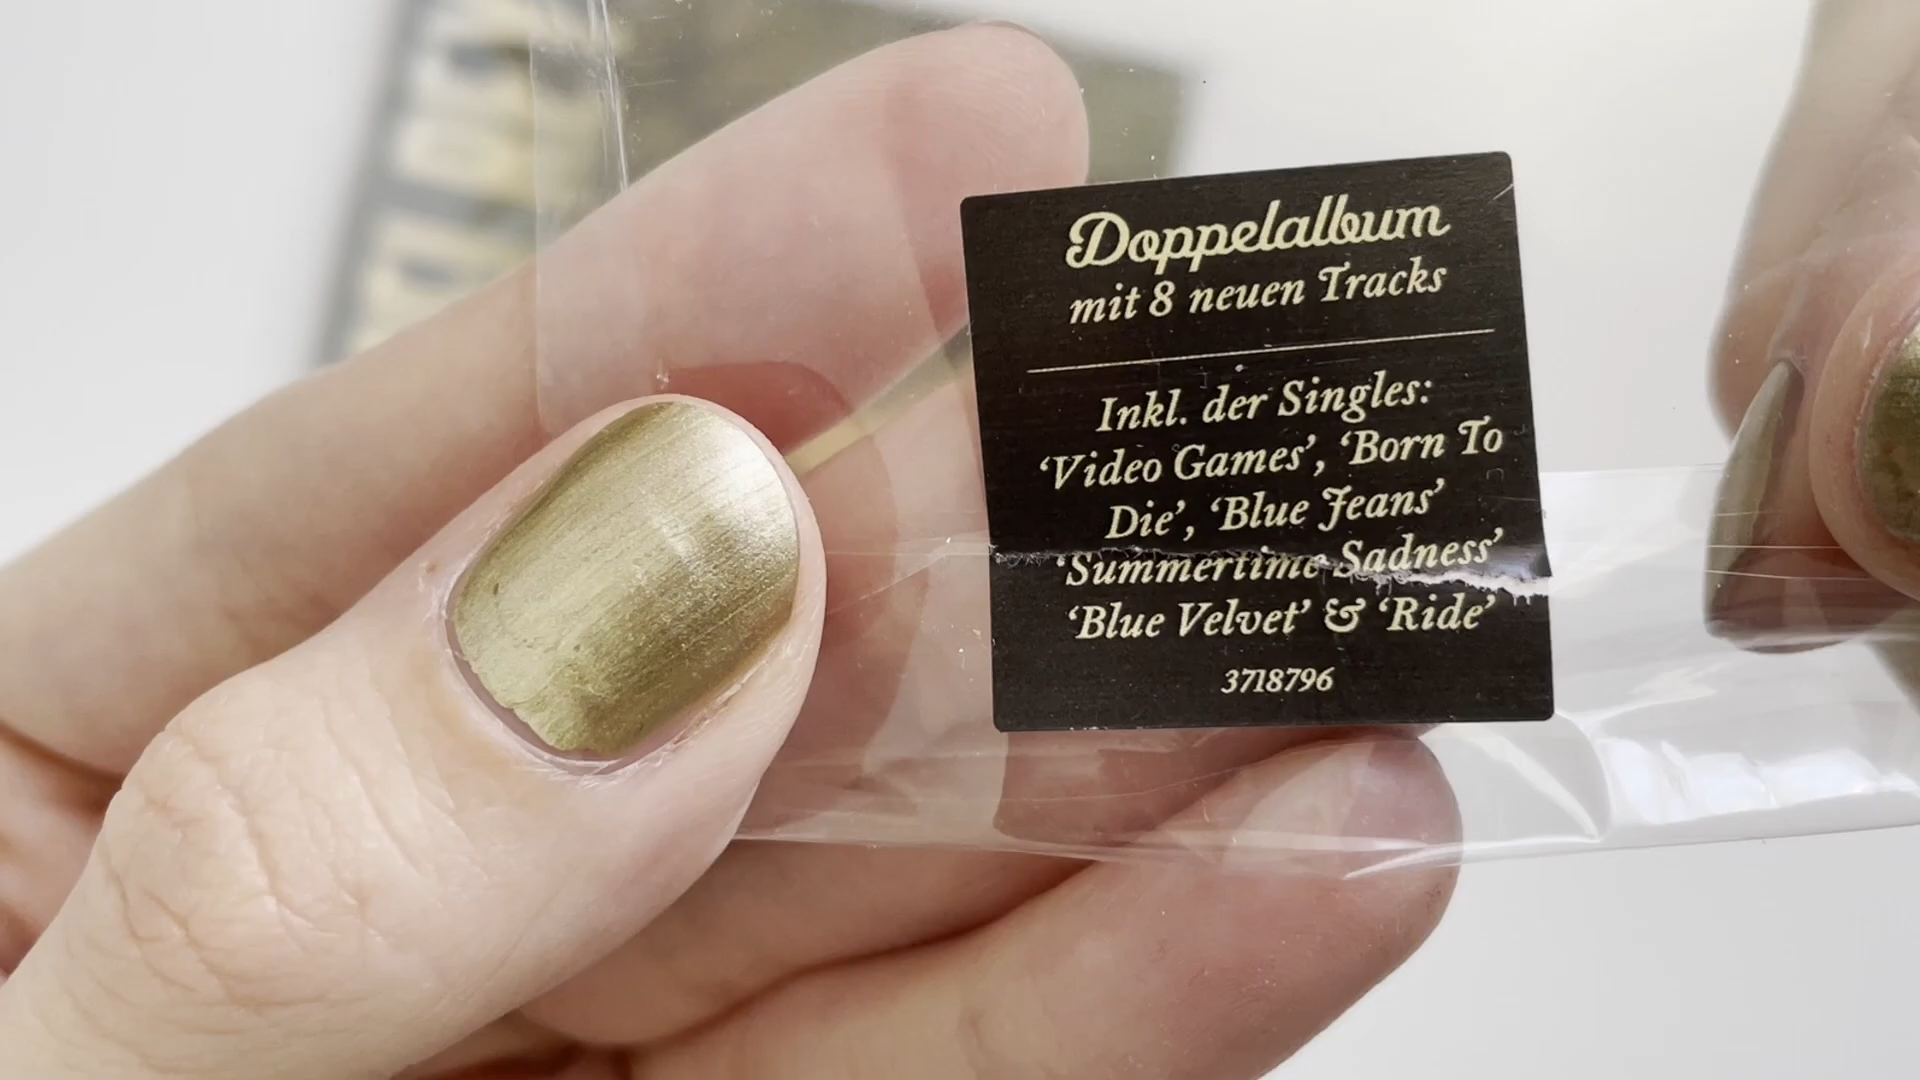 Doppelalbum
mit 8 neuen Tracks
Inkl. der Singles:
‘Video Games’, ‘Born To
Die’, ‘Blue Jeans’
‘Summertime Sadness’
‘Blue Velvet’ & ‘Ride’
3718796